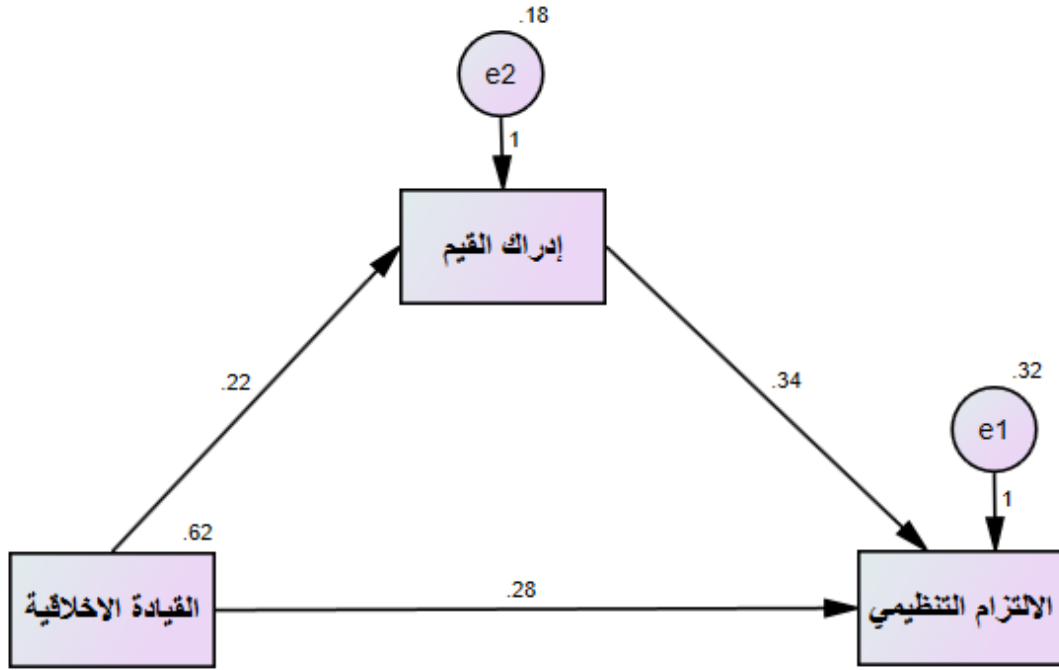 .18
e2
1
إدراك القيم
.22
.34
.32
e1
1
.62
القيادة الاخلاقية
.28
الالتزام التنظيمي